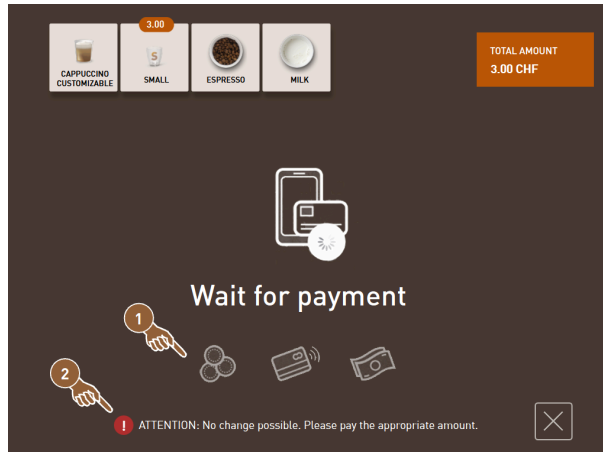 3.00
CAPPUCCINO
CUSTOMIZABLE
S
SMALL
ESPRESSO
MILK
TOTAL AMOUNT
3.00 CHF
Wait for payment
1
2
! ATTENTION: No change possible. Please pay the appropriate amount.